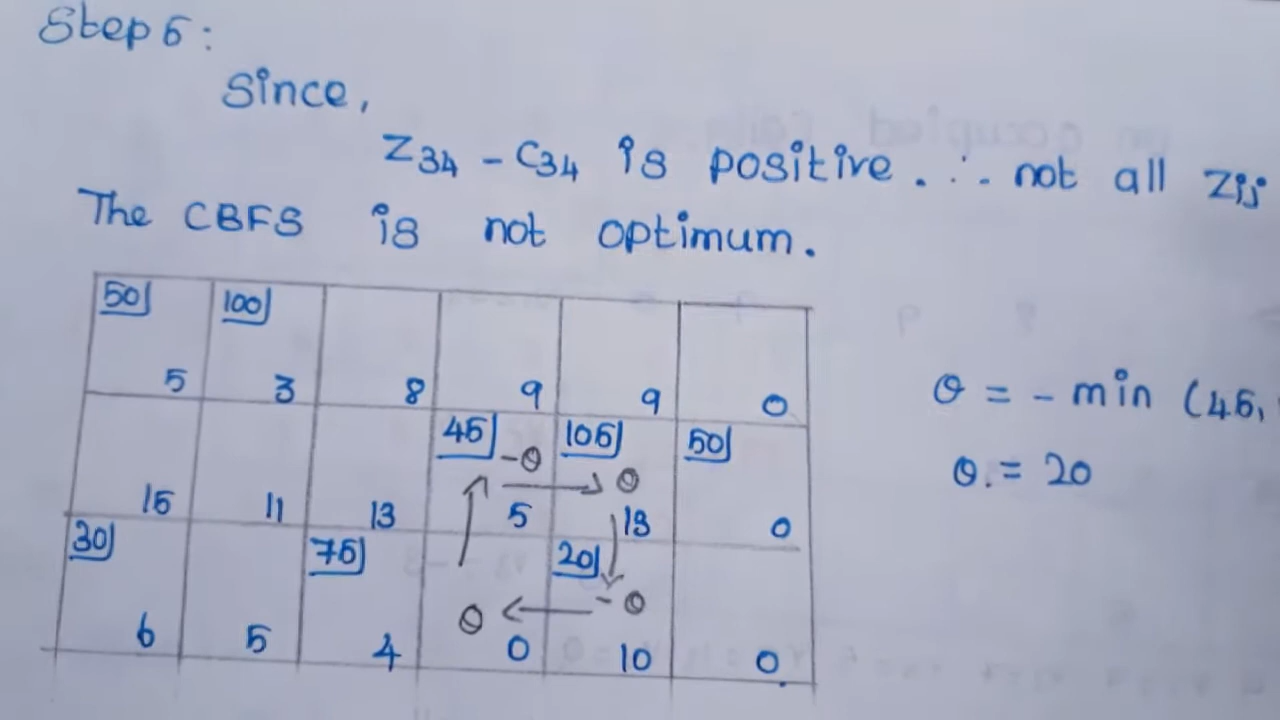 Step 5:
Since,
Z34 - C34 is positive. ∴ not all Zij
The CBFS is not optimum.
50 100
5 3 8 9 9 0
45 -θ 105 θ 50
15 11 13 5 13 0
30 75 20 -θ
θ
6 5 4 0 10 0
θ = - min (45,
θ = 20